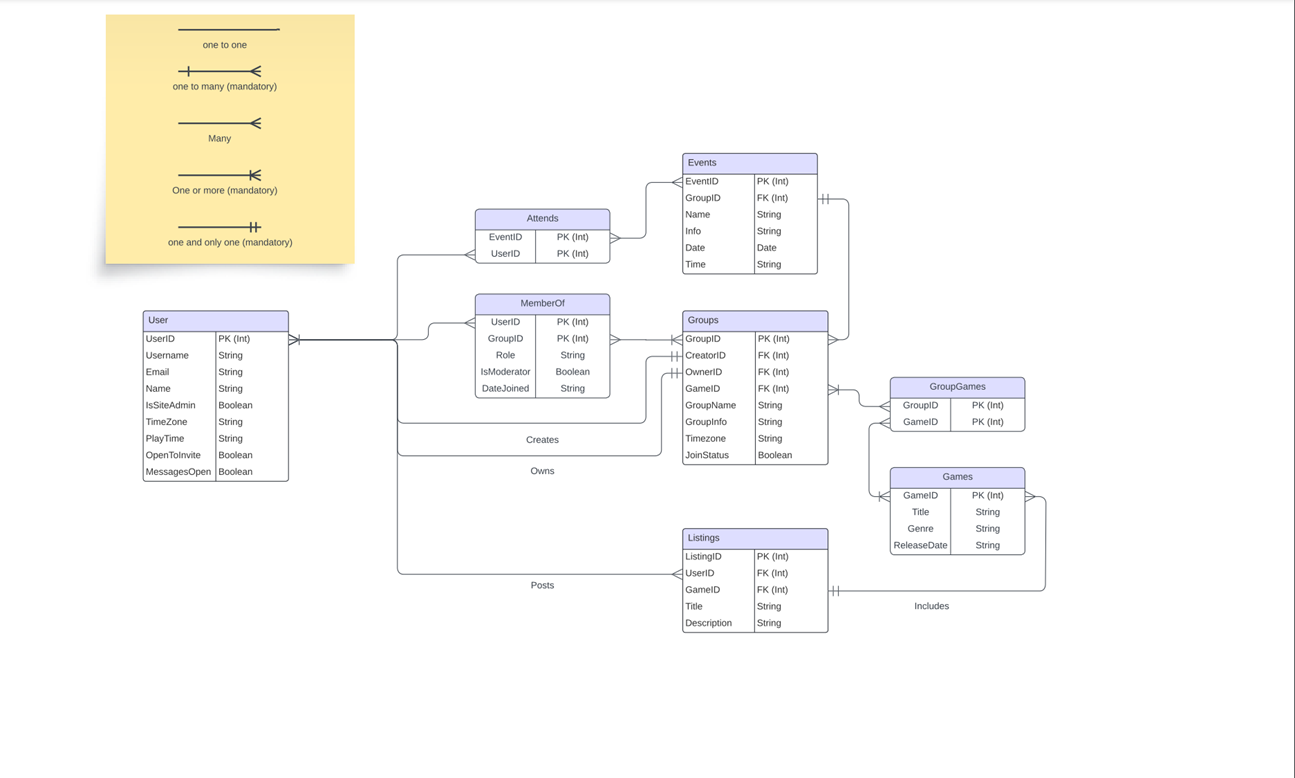 one to one
one to many (mandatory)
Many
One or more (mandatory)
one and only one (mandatory)
Events
EventID PK (Int)
GroupID FK (Int)
Name String
Info String
Date Date
Time String
Attends
EventID PK (Int)
UserID PK (Int)
MemberOf
UserID PK (Int)
GroupID PK (Int)
Role String
IsModerator Boolean
DateJoined String
User
UserID PK (Int)
Username String
Email String
Name String
IsSiteAdmin Boolean
TimeZone String
PlayTime String
OpenToInvite Boolean
MessagesOpen Boolean
Groups
GroupID PK (Int)
CreatorID FK (Int)
OwnerID FK (Int)
GameID FK (Int)
GroupName String
GroupInfo String
Timezone String
JoinStatus Boolean
GroupGames
GroupID PK (Int)
GameID PK (Int)
Creates
Owns
Games
GameID PK (Int)
Title String
Genre String
ReleaseDate String
Listings
ListingID PK (Int)
UserID FK (Int)
GameID FK (Int)
Title String
Description String
Posts
Includes